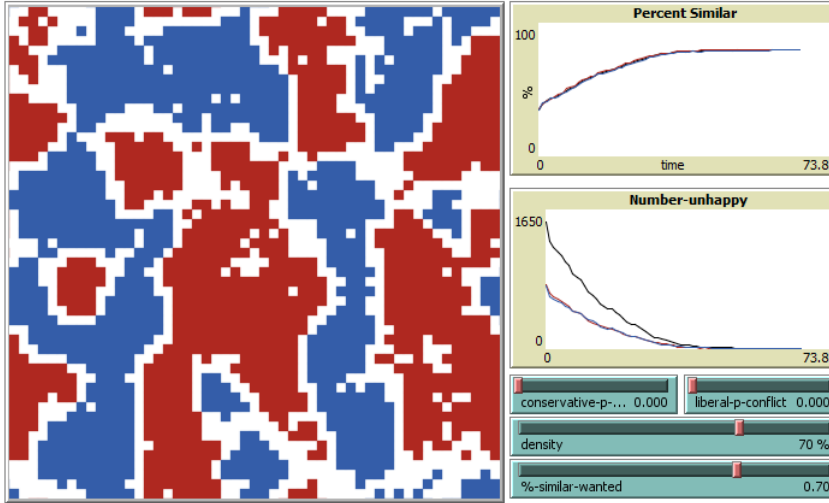 Percent Similar
100
%
0
0 time 73.8
Number-unhappy
1650
0
0 73.8
conservative-p-... 0.000
liberal-p-conflict 0.000
density 70 %
%-similar-wanted 0.70